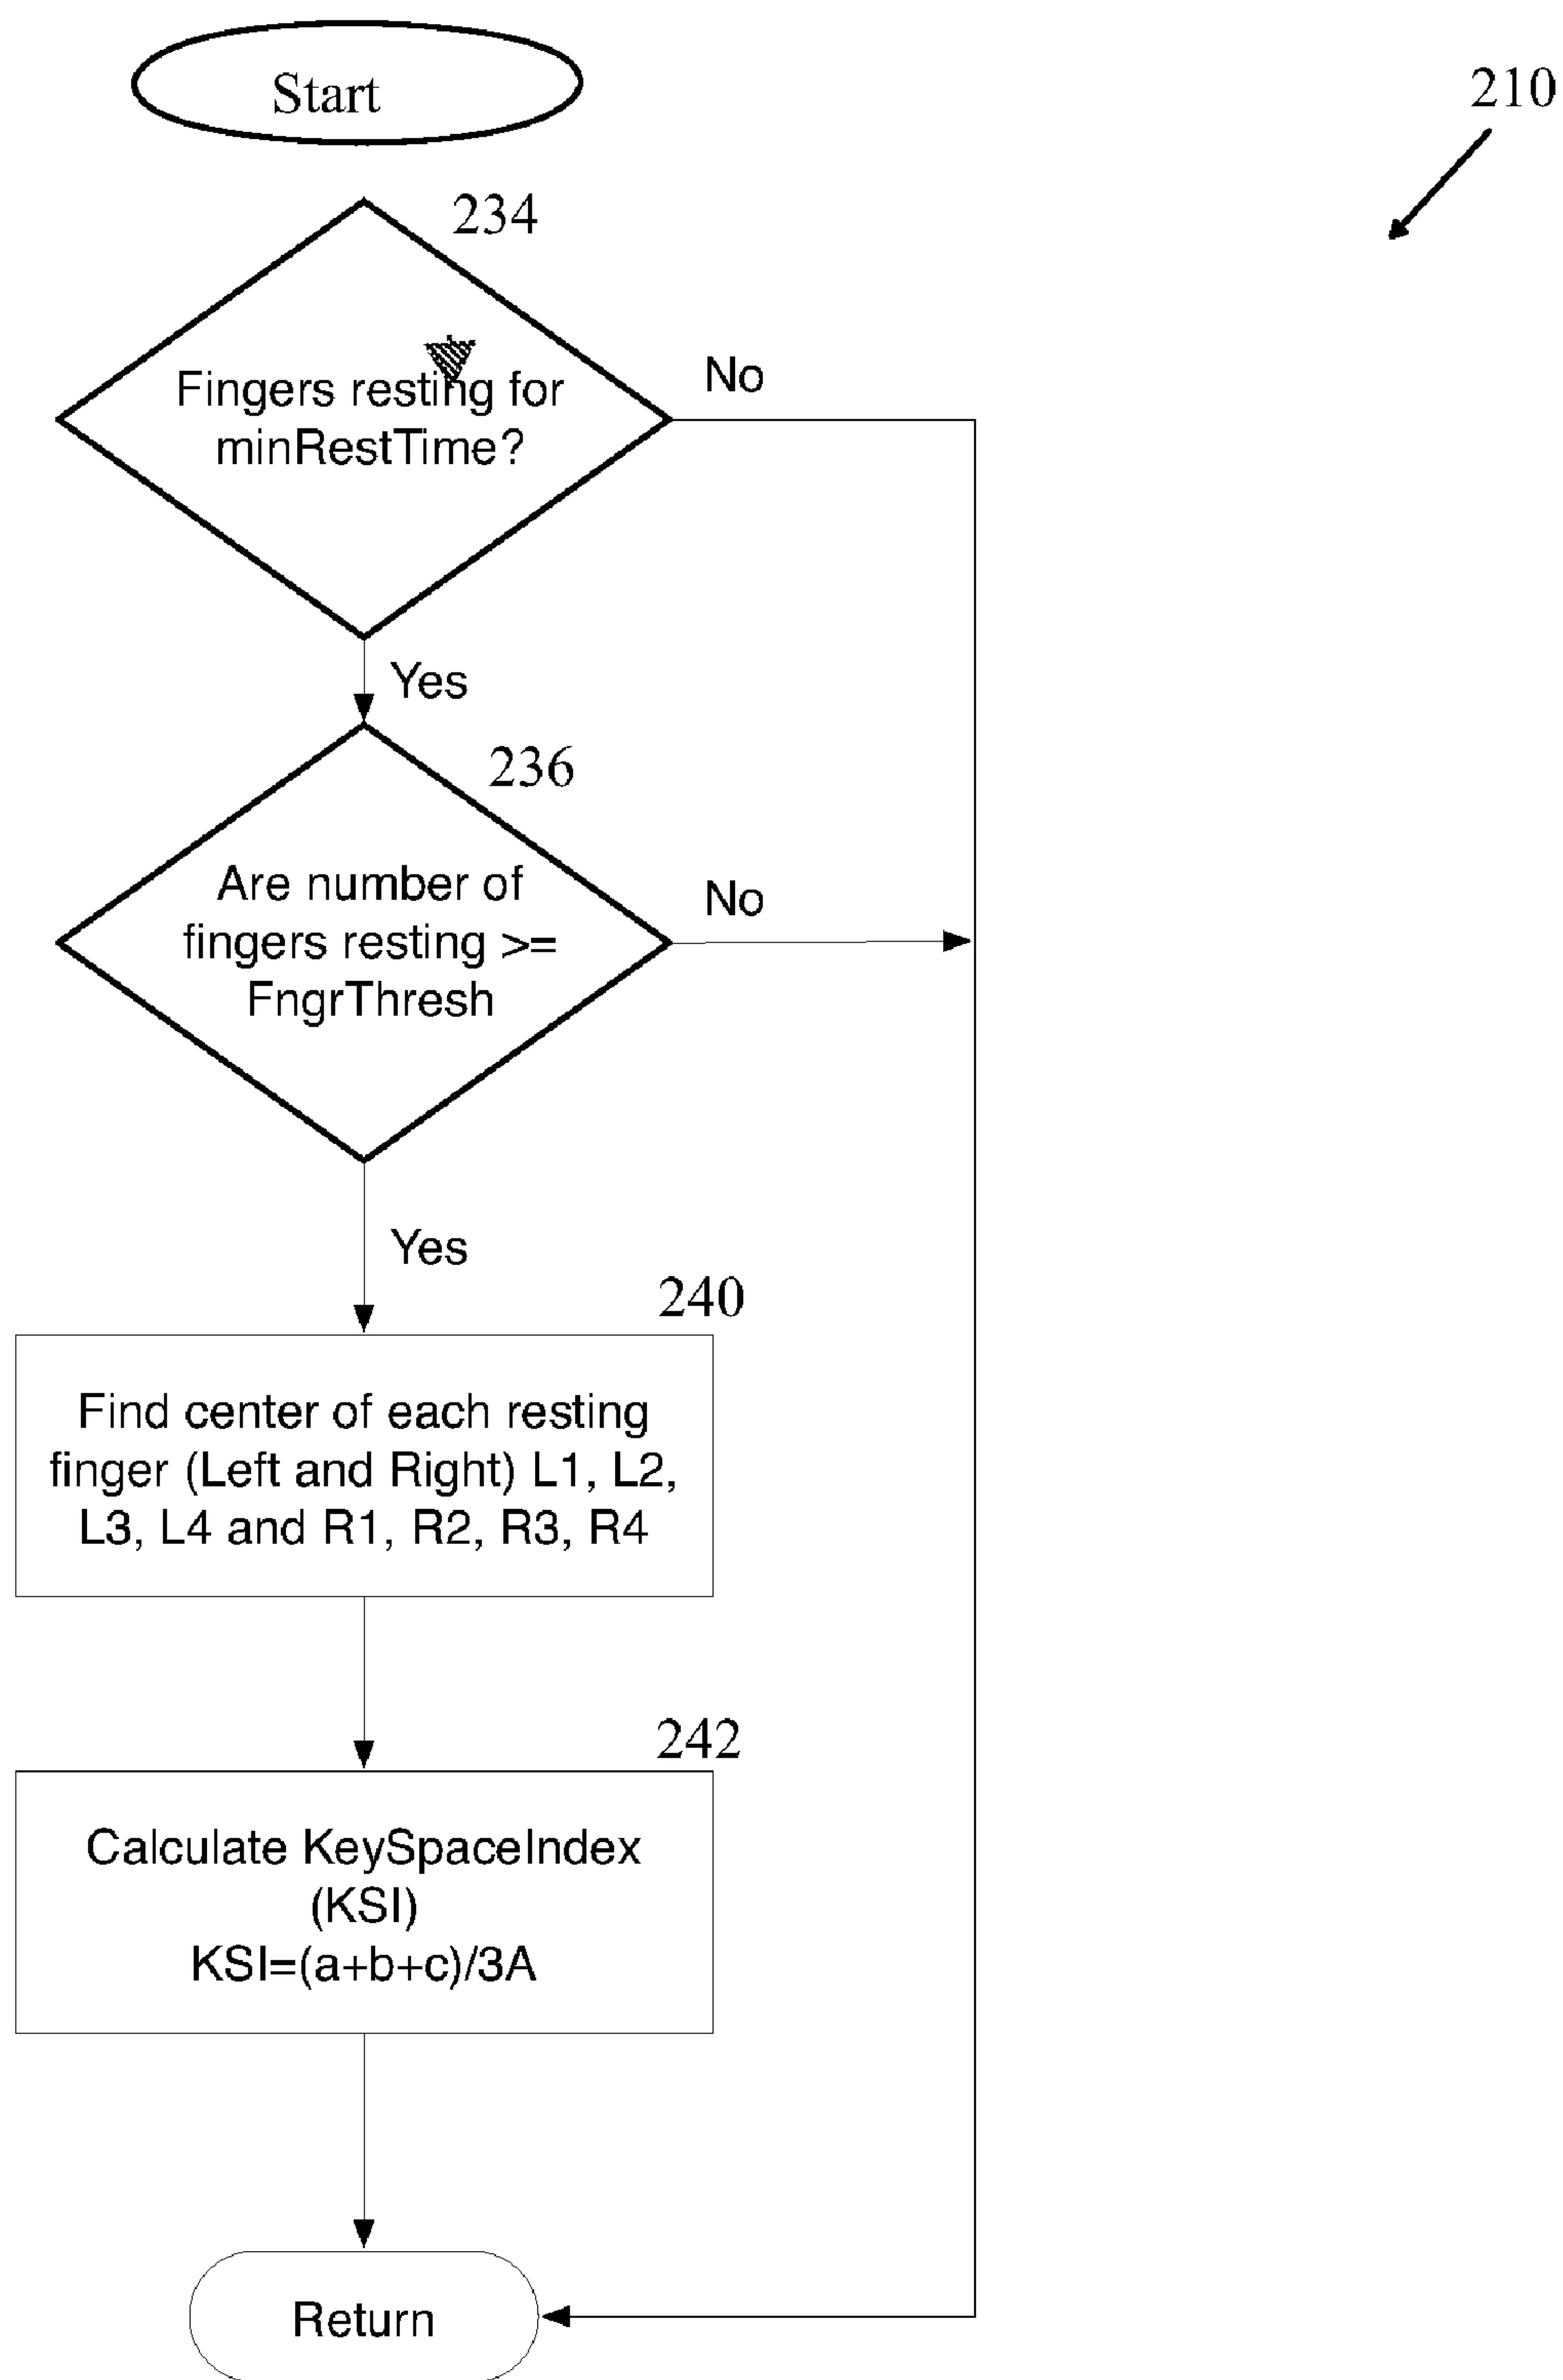 Start
210
234
Fingers resting for
minRestTime?
No
Yes
236
Are number of
fingers resting >=
FngrThresh
No
Yes
240
Find center of each resting
finger (Left and Right) L1, L2,
L3, L4 and R1, R2, R3, R4
242
Calculate KeySpaceIndex
(KSI)
KSI=(a+b+c)/3A
Return